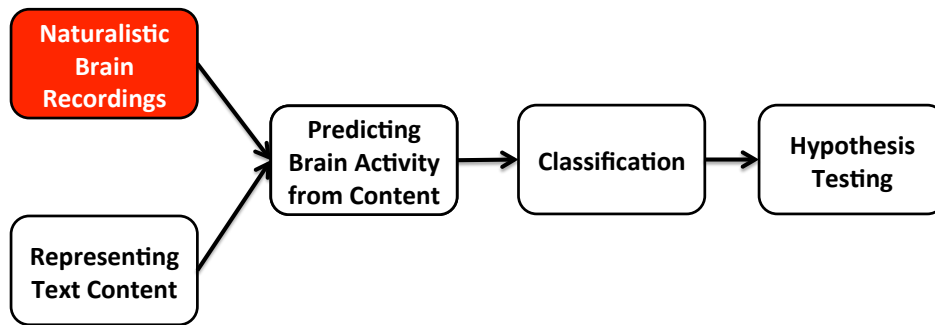 Naturalistic
Brain
Recordings
Representing
Text Content
Predicting
Brain Activity
from Content
Classification
Hypothesis
Testing